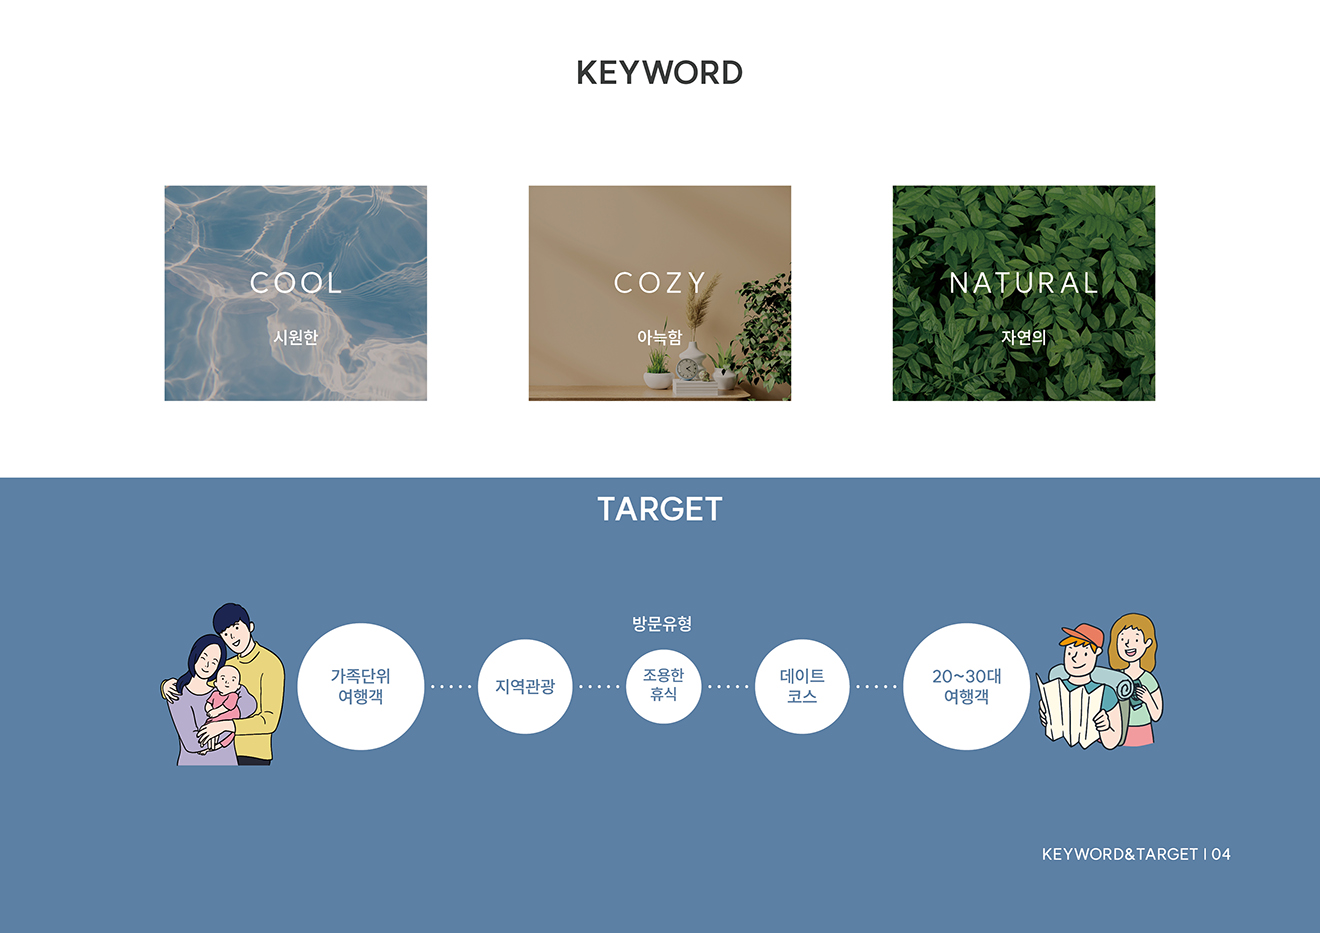 KEYWORD
COOL
시원한
COZY
아늑함
NATURAL
자연의
TARGET
방문유형
가족단위
여행객
지역관광
조용한
휴식
데이트
코스
20~30대
여행객
KEYWORD&TARGET | 04